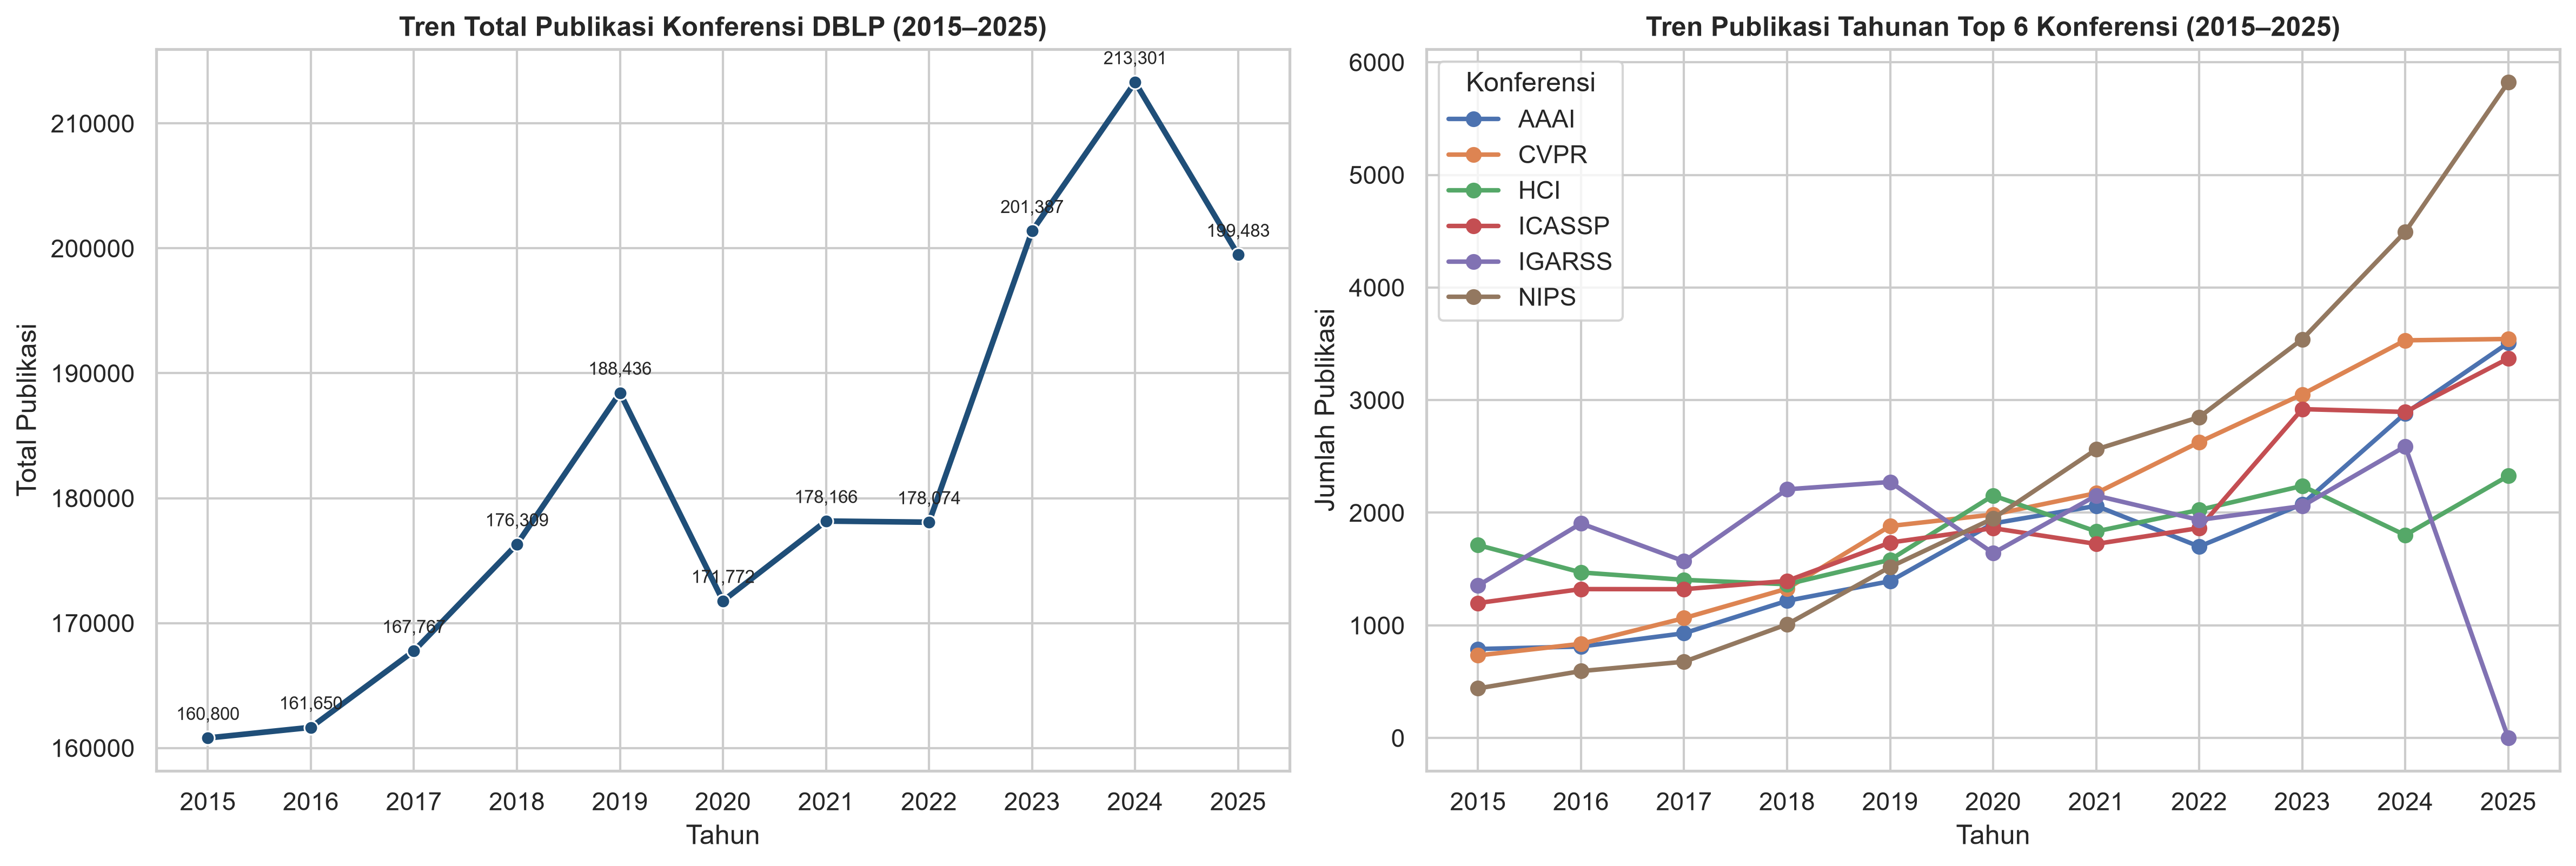 Tren Total Publikasi Konferensi DBLP (2015–2025)
Total Publikasi
210000
200000
190000
180000
170000
160000
160,800
161,650
167,767
176,309
188,436
171,772
178,166
178,074
201,387
213,301
199,483
2015 2016 2017 2018 2019 2020 2021 2022 2023 2024 2025
Tahun
Tren Publikasi Tahunan Top 6 Konferensi (2015–2025)
Jumlah Publikasi
6000
5000
4000
3000
2000
1000
0
Konferensi
AAAI
CVPR
HCI
ICASSP
IGARSS
NIPS
2015 2016 2017 2018 2019 2020 2021 2022 2023 2024 2025
Tahun